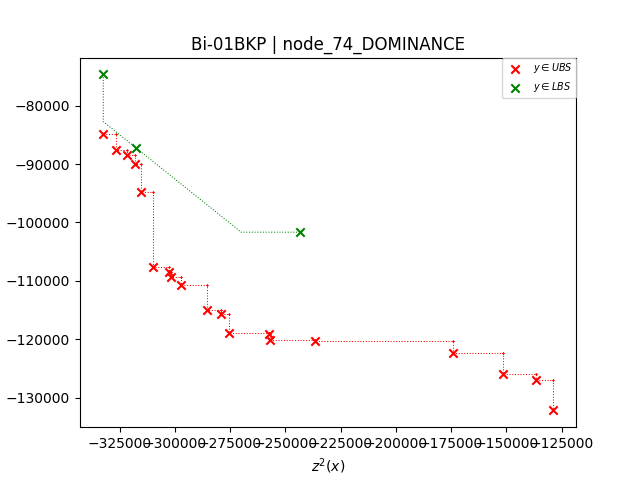 Bi-01BKP | node_74_DOMINANCE
y ∈ UBS
y ∈ LBS
−80000
−90000
−100000
−110000
−120000
−130000
−325000 −300000 −275000 −250000 −225000 −200000 −175000 −150000 −125000
z²(x)